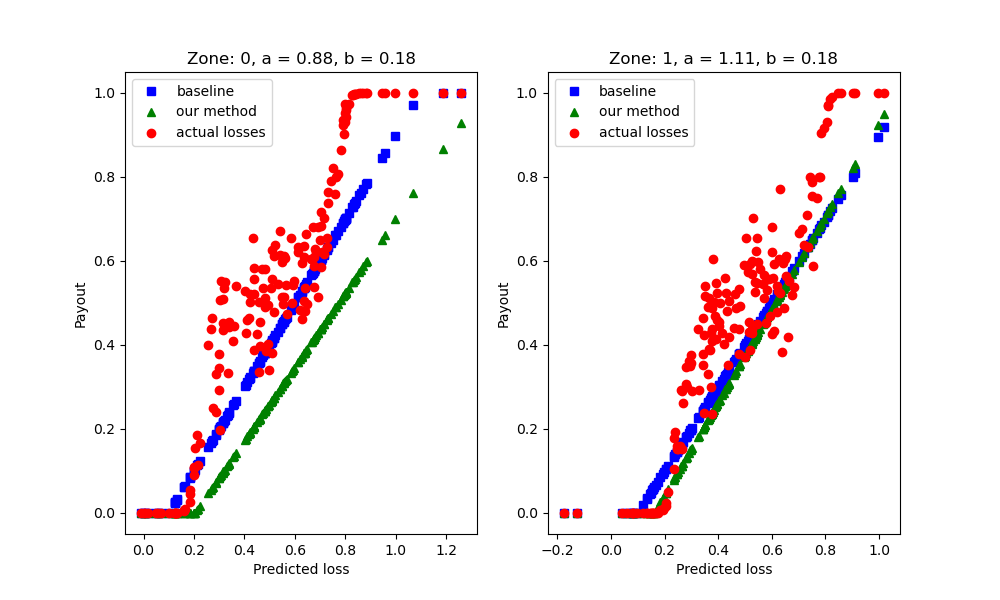 Zone: 0, a = 0.88, b = 0.18
baseline
our method
actual losses
1.0
0.8
0.6
0.4
0.2
0.0
Payout
0.0 0.2 0.4 0.6 0.8 1.0 1.2
Predicted loss
Zone: 1, a = 1.11, b = 0.18
baseline
our method
actual losses
1.0
0.8
0.6
0.4
0.2
0.0
Payout
−0.2 0.0 0.2 0.4 0.6 0.8 1.0
Predicted loss